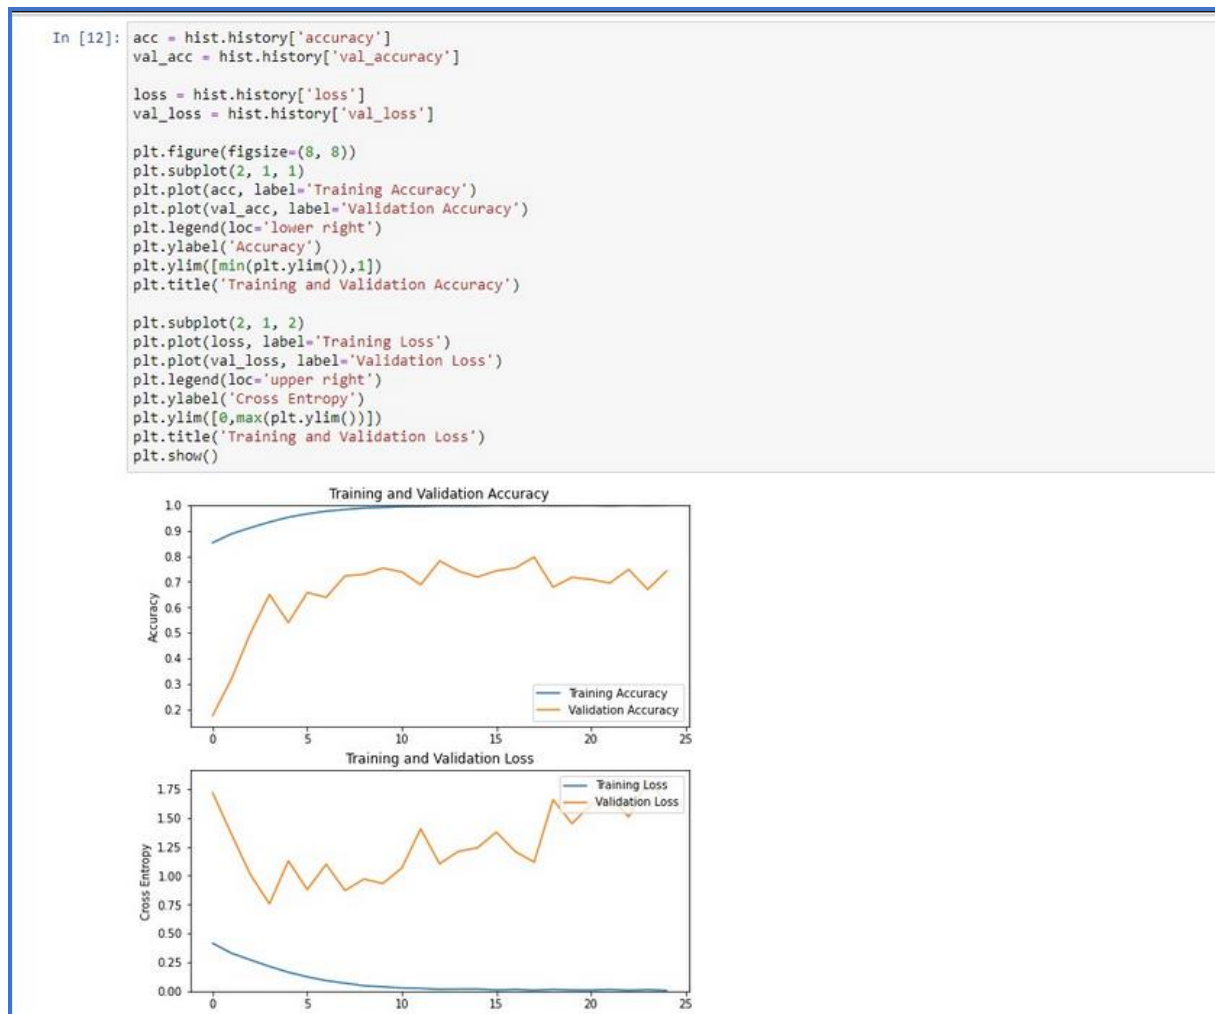 In [12]: acc = hist.history['accuracy']
val_acc = hist.history['val_accuracy']
loss = hist.history['loss']
val_loss = hist.history['val_loss']
plt.figure(figsize=(8, 8))
plt.subplot(2, 1, 1)
plt.plot(acc, label='Training Accuracy')
plt.plot(val_acc, label='Validation Accuracy')
plt.legend(loc='lower right')
plt.ylabel('Accuracy')
plt.ylim([min(plt.ylim()),1])
plt.title('Training and Validation Accuracy')
plt.subplot(2, 1, 2)
plt.plot(loss, label='Training Loss')
plt.plot(val_loss, label='Validation Loss')
plt.legend(loc='upper right')
plt.ylabel('Cross Entropy')
plt.ylim([0,max(plt.ylim())])
plt.title('Training and Validation Loss')
plt.show()
Training and Validation Accuracy
1.0
0.9
0.8
0.7
0.6
0.5
0.4
0.3
0.2
Accuracy
Training Accuracy
Validation Accuracy
0 5 10 15 20 25
Training and Validation Loss
1.75
1.50
1.25
1.00
0.75
0.50
0.25
0.00
Cross Entropy
Training Loss
Validation Loss
0 5 10 15 20 25